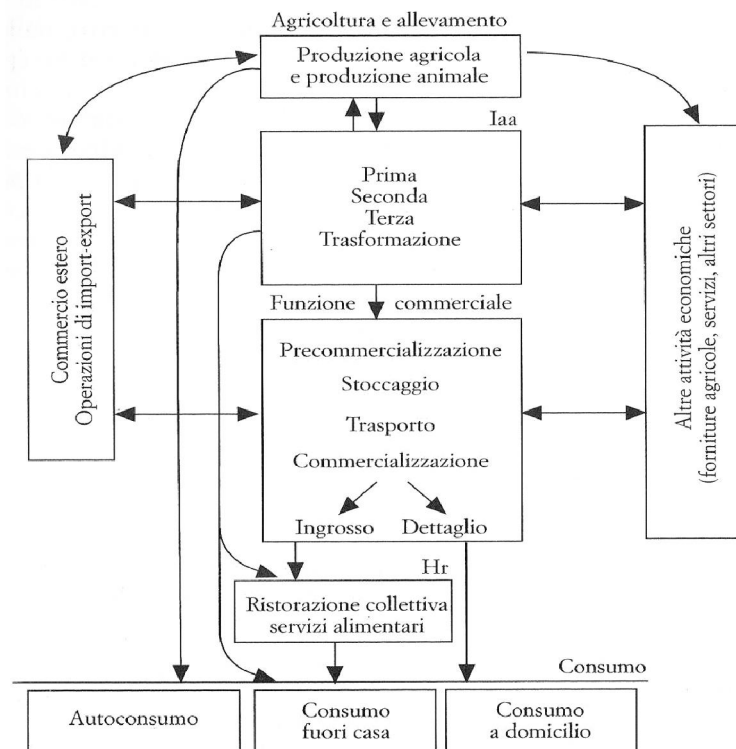 Agricoltura e allevamento
Produzione agricola
e produzione animale
Iaa
Prima
Seconda
Terza
Trasformazione
Commercio estero
Operazioni di import-export
Altre attività economiche
(forniture agricole, servizi, altri settori)
Funzione commerciale
Precommercializzazione
Stoccaggio
Trasporto
Commercializzazione
Ingrosso Dettaglio
Hr
Ristorazione collettiva
servizi alimentari
Consumo
Autoconsumo
Consumo
fuori casa
Consumo
a domicilio